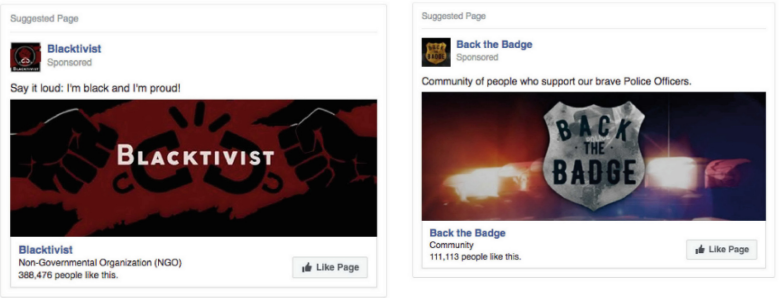 Suggested Page
Blacktivist
Sponsored
Say it loud: I'm black and I'm proud!
BLACKTIVIST
Blacktivist
Non-Governmental Organization (NGO)
388,476 people like this.
Like Page
Suggested Page
Back the Badge
Sponsored
Community of people who support our brave Police Officers.
BACK
· THE ·
BADGE
Back the Badge
Community
111,113 people like this.
Like Page